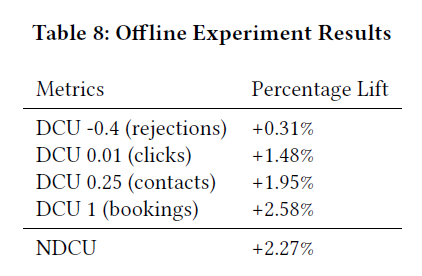 Table 8: Offline Experiment Results
Metrics Percentage Lift
DCU -0.4 (rejections) +0.31%
DCU 0.01 (clicks) +1.48%
DCU 0.25 (contacts) +1.95%
DCU 1 (bookings) +2.58%
NDCU +2.27%